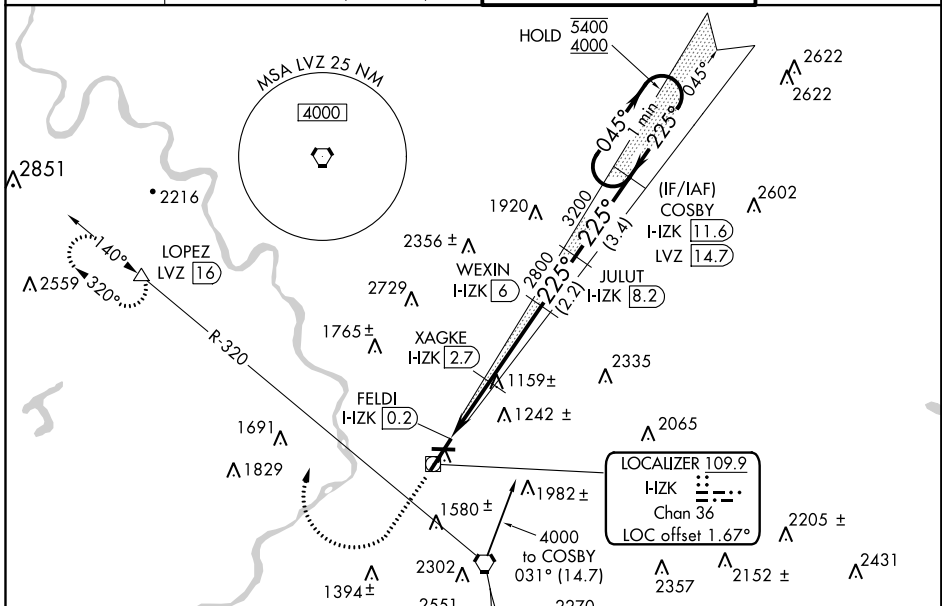 HOLD 5400
4000
MSA LVZ 25 NM
4000
2622
2622
045°
1 min
045°
225°
2851
2216
(IF/IAF)
COSBY
I-IZK 11.6
LVZ 14.7
2602
1920
3200
225°
(3.4)
2356 ±
140°
LOPEZ
LVZ 16
320°
2559
WEXIN
I-IZK 6
2800
225°
(2.2)
JULUT
I-IZK 8.2
2729
R-320
1765 ±
XAGKE
I-IZK 2.7
1159 ±
2335
FELDI
I-IZK 0.2
1242 ±
2065
1691
1829
LOCALIZER 109.9
I-IZK
Chan 36
LOC offset 1.67°
1982 ±
1580 ±
2205 ±
4000
to COSBY
031° (14.7)
1394 ±
2302
2357
2152 ±
2431
2551
2270